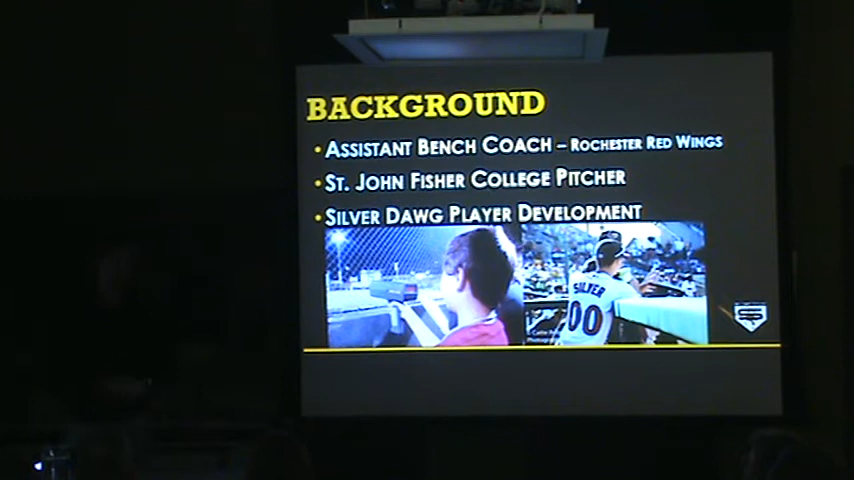 BACKGROUND
• ASSISTANT BENCH COACH – ROCHESTER RED WINGS
• ST. JOHN FISHER COLLEGE PITCHER
• SILVER DAWG PLAYER DEVELOPMENT
SILVER
00